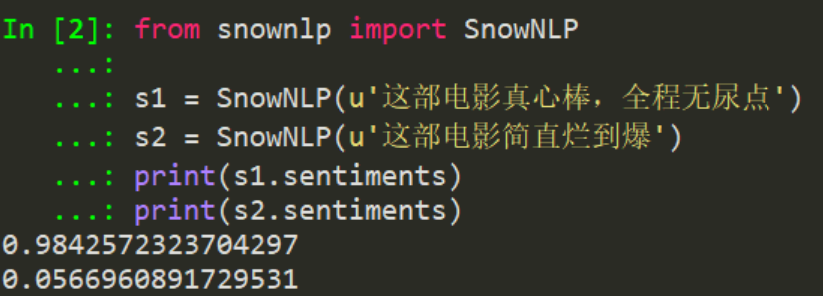 In [2]: from snownlp import SnowNLP
...:
...: s1 = SnowNLP(u'这部电影真心棒，全程无尿点')
...: s2 = SnowNLP(u'这部电影简直烂到爆')
...: print(s1.sentiments)
...: print(s2.sentiments)
0.9842572323704297
0.0566960891729531